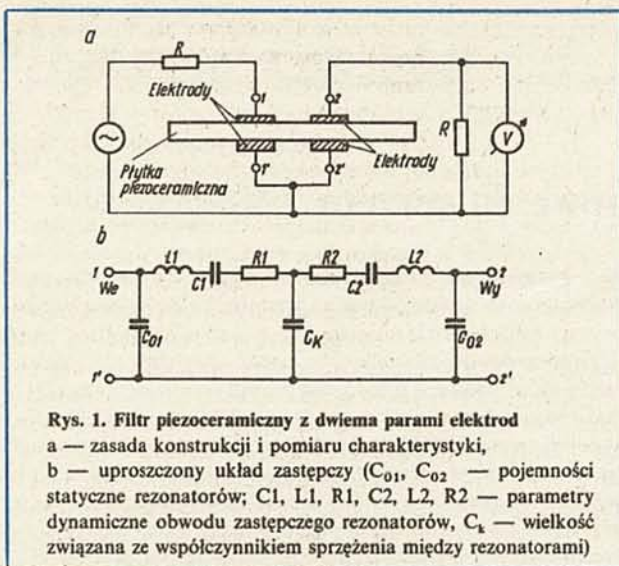 a
R
1
2
Elektrody
Elektrody
R
V
Płytka
piezoceramiczna
1'
2'
b
1
We
L1
C1
R1
R2
C2
L2
2
Wy
C01
CK
C02
1'
2'
Rys. 1. Filtr piezoceramiczny z dwiema parami elektrod
a — zasada konstrukcji i pomiaru charakterystyki,
b — uproszczony układ zastępczy (C₀₁, C₀₂ — pojemności
statyczne rezonatorów; C1, L1, R1, C2, L2, R2 — parametry
dynamiczne obwodu zastępczego rezonatorów, Cₖ — wielkość
związana ze współczynnikiem sprzężenia między rezonatorami)